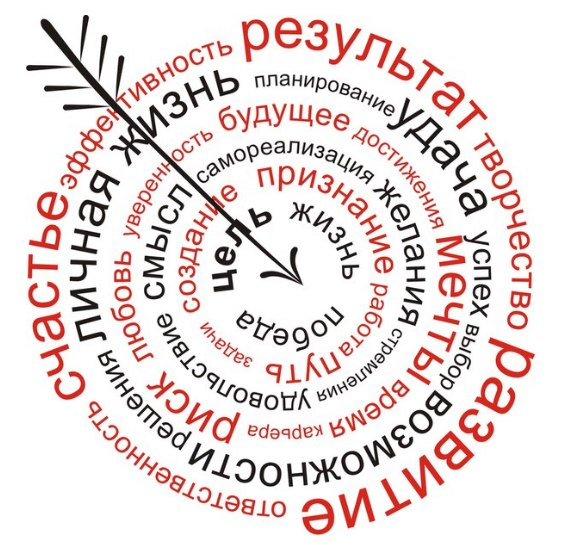 результат творчество развитие ответственность счастье эффективность
планирование удача успех выбор возможности решения личная жизнь
будущее достижения мечты время карьера риск любовь уверенность
самореализация желания стремления удовольствие смысл
признание работа путь задачи создание
цель жизнь победа